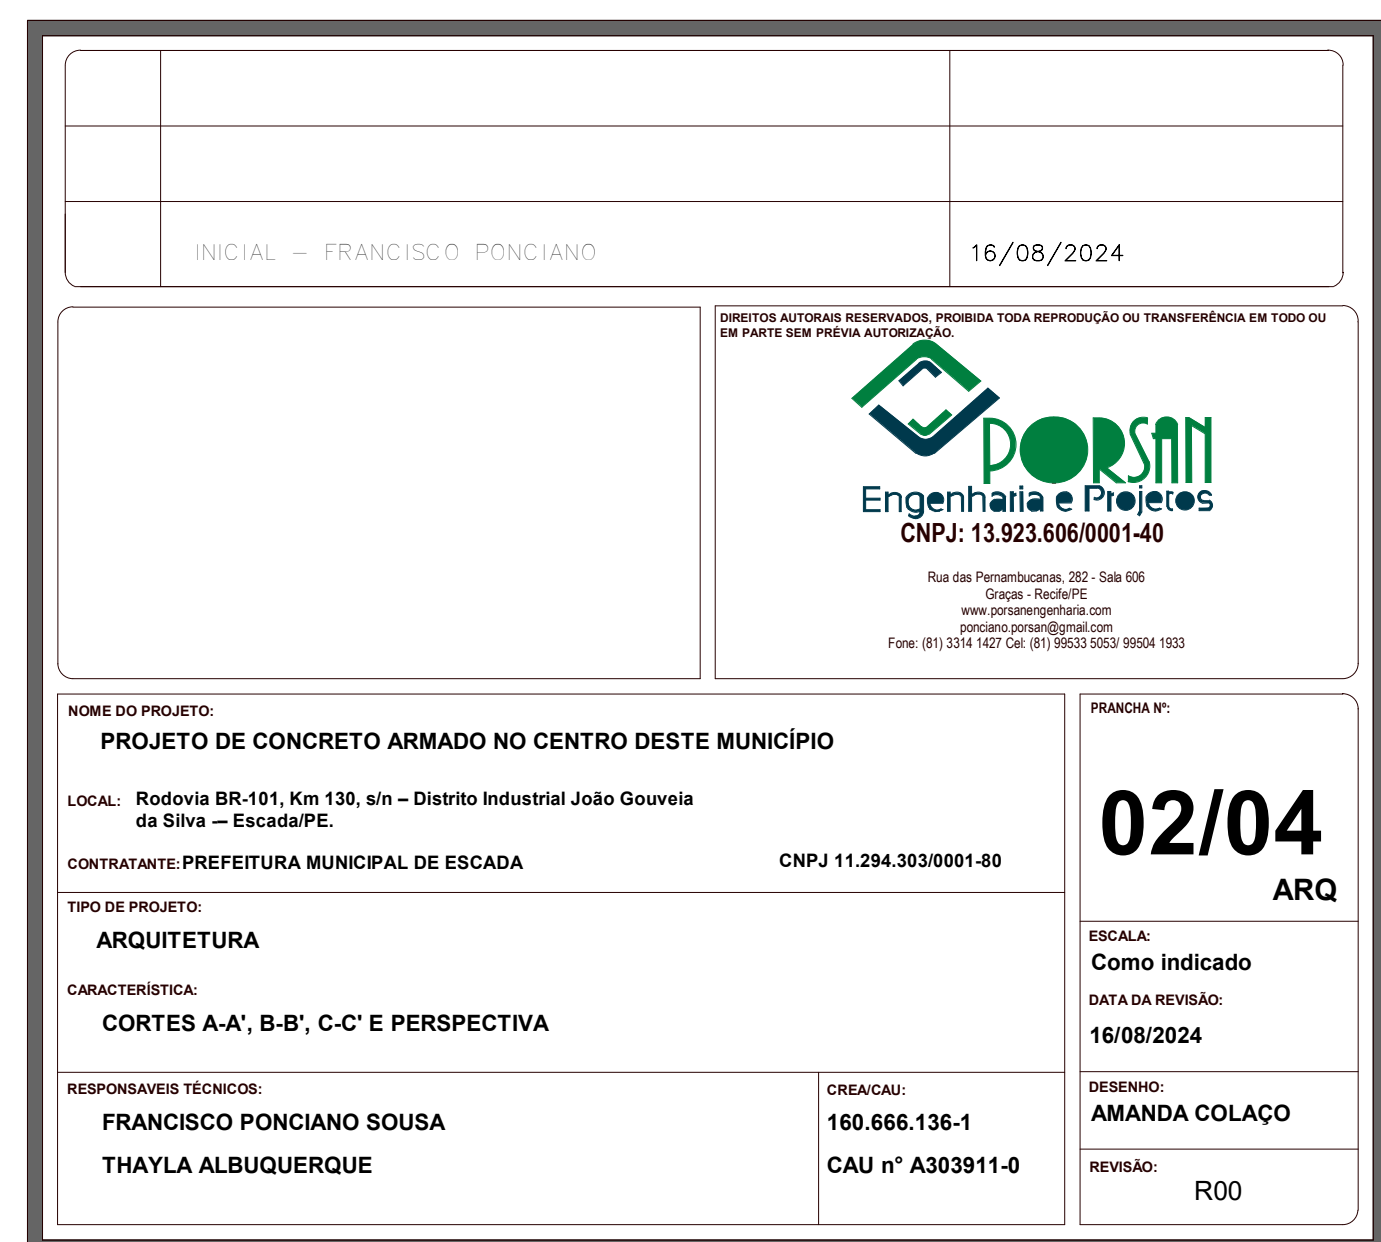 INICIAL – FRANCISCO PONCIANO
16/08/2024
DIREITOS AUTORAIS RESERVADOS, PROIBIDA TODA REPRODUÇÃO OU TRANSFERÊNCIA EM TODO OU
EM PARTE SEM PRÉVIA AUTORIZAÇÃO.
PORSAN
Engenharia e Projetos
CNPJ: 13.923.606/0001-40
Rua das Pernambucanas, 282 - Sala 606
Graças - Recife/PE
www.porsanengenharia.com
ponciano.porsan@gmail.com
Fone: (81) 3314 1427 Cel: (81) 99533 5053/ 99504 1933
NOME DO PROJETO:
PROJETO DE CONCRETO ARMADO NO CENTRO DESTE MUNICÍPIO
LOCAL: Rodovia BR-101, Km 130, s/n – Distrito Industrial João Gouveia
da Silva — Escada/PE.
CONTRATANTE: PREFEITURA MUNICIPAL DE ESCADA CNPJ 11.294.303/0001-80
PRANCHA Nº:
02/04
ARQ
TIPO DE PROJETO:
ARQUITETURA
CARACTERÍSTICA:
CORTES A-A', B-B', C-C' E PERSPECTIVA
ESCALA:
Como indicado
DATA DA REVISÃO:
16/08/2024
RESPONSAVEIS TÉCNICOS:
FRANCISCO PONCIANO SOUSA
THAYLA ALBUQUERQUE
CREA/CAU:
160.666.136-1
CAU n° A303911-0
DESENHO:
AMANDA COLAÇO
REVISÃO:
R00